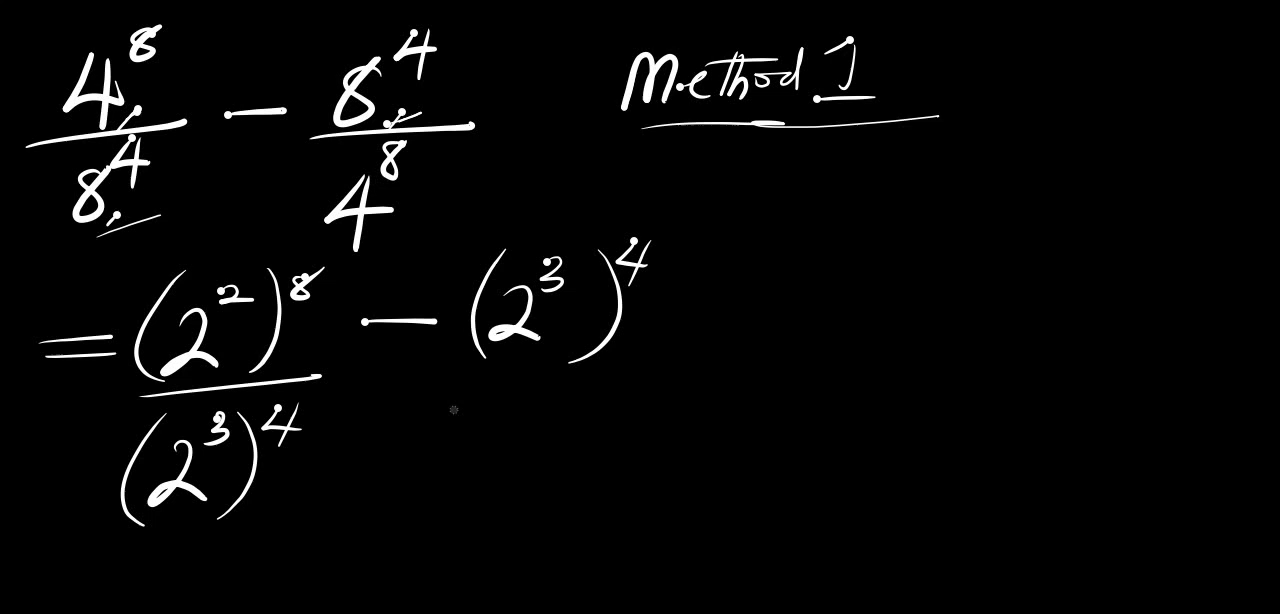 4^8/8^4 − 8^4/4^8 Method 1
= (2^2)^8/(2^3)^4 − (2^3)^4